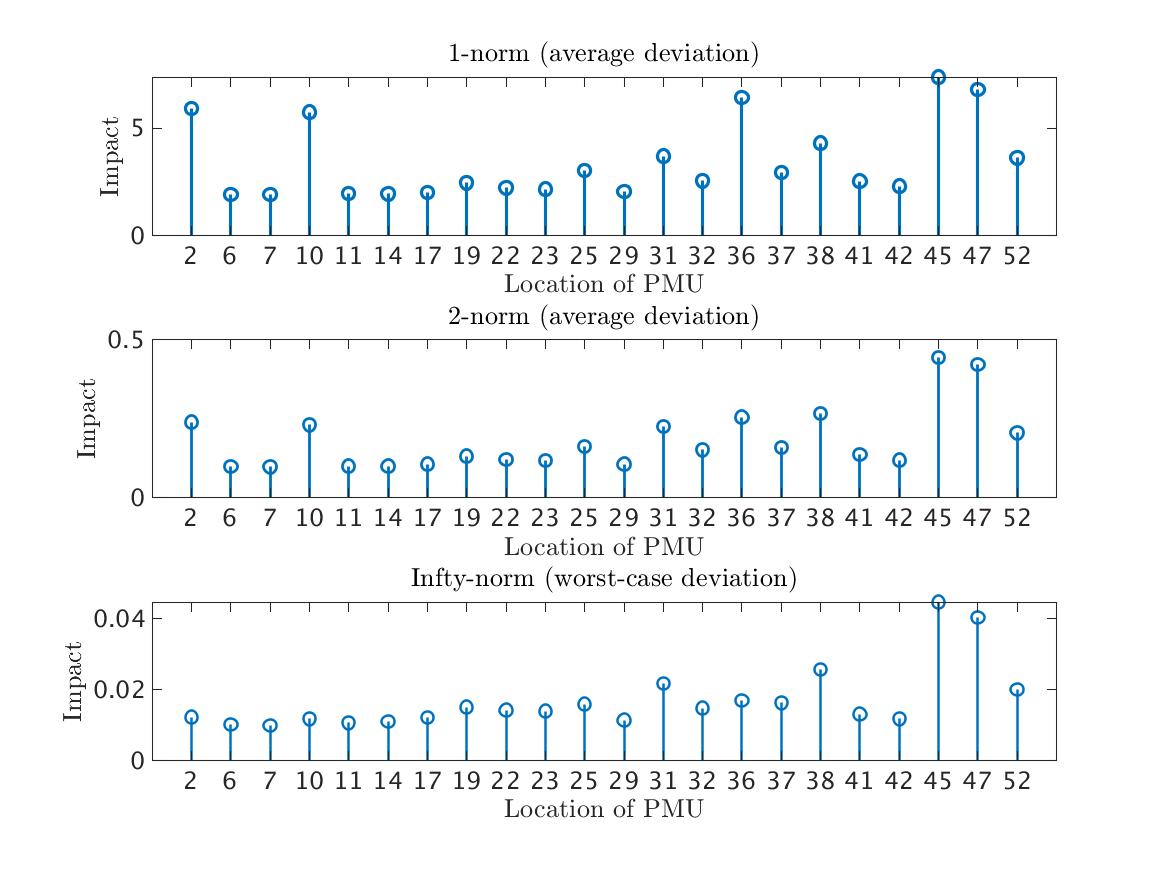 1-norm (average deviation)
Impact
5
0
2 6 7 10 11 14 17 19 22 23 25 29 31 32 36 37 38 41 42 45 47 52
Location of PMU
2-norm (average deviation)
Impact
0.5
0
2 6 7 10 11 14 17 19 22 23 25 29 31 32 36 37 38 41 42 45 47 52
Location of PMU
Infty-norm (worst-case deviation)
Impact
0.04
0.02
0
2 6 7 10 11 14 17 19 22 23 25 29 31 32 36 37 38 41 42 45 47 52
Location of PMU